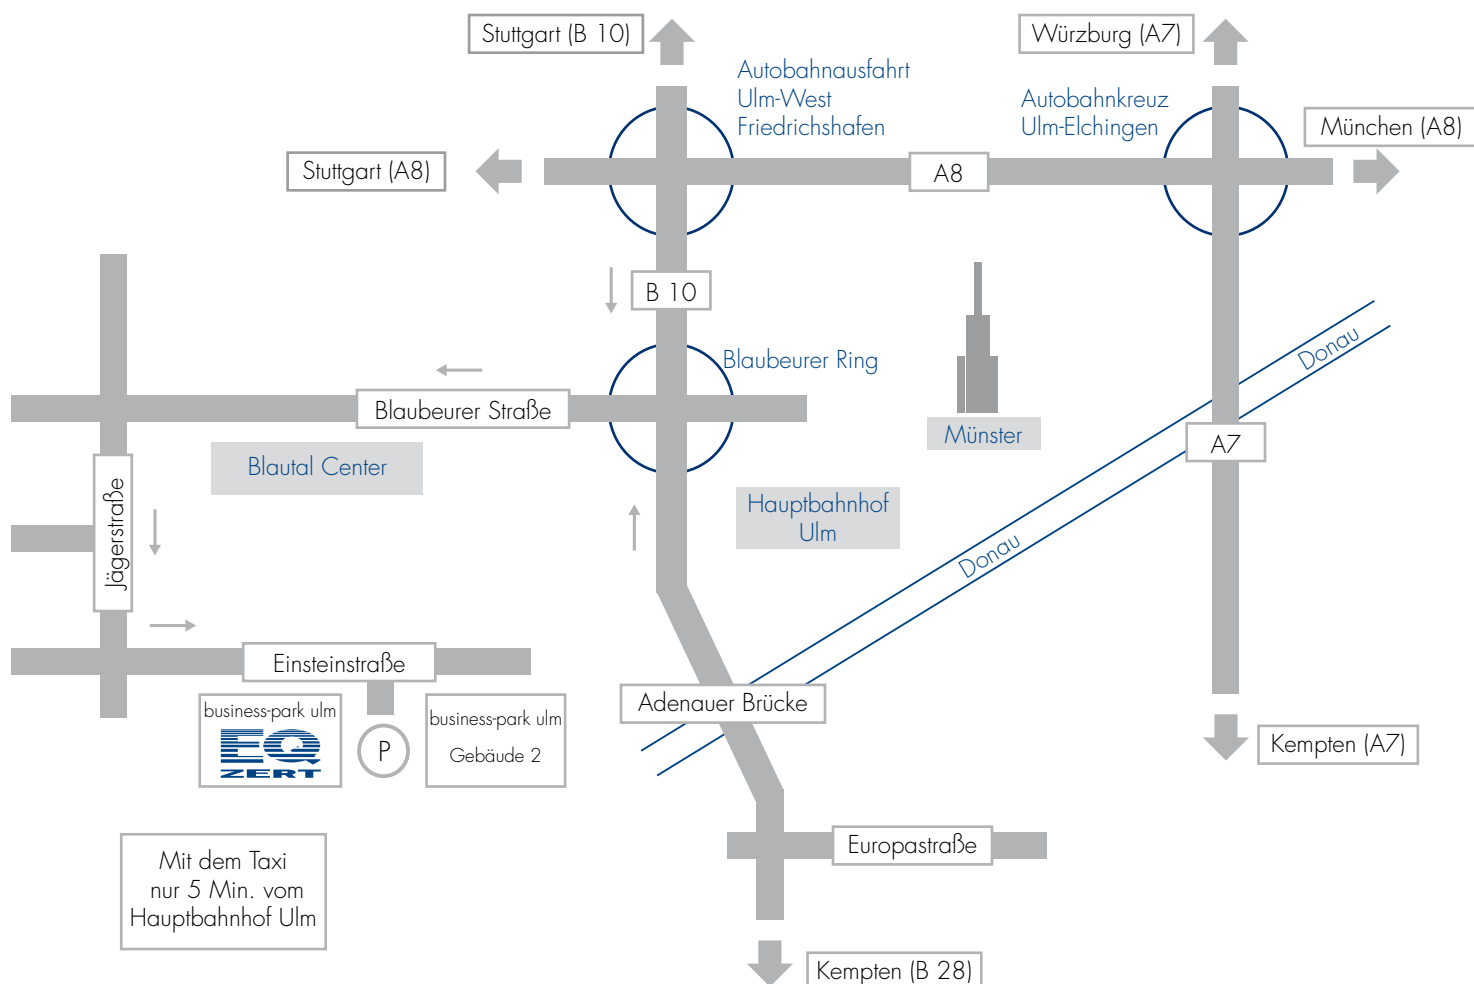 Stuttgart (B 10)
Würzburg (A7)
Autobahnausfahrt
Ulm-West
Friedrichshafen
Autobahnkreuz
Ulm-Elchingen
München (A8)
Stuttgart (A8)
A8
B 10
Donau
Blaubeurer Ring
Blaubeurer Straße
Münster
A7
Blautal Center
Hauptbahnhof
Ulm
Jägerstraße
Donau
Einsteinstraße
Adenauer Brücke
business-park ulm
EQ
ZERT
P
business-park ulm
Gebäude 2
Kempten (A7)
Mit dem Taxi
nur 5 Min. vom
Hauptbahnhof Ulm
Europastraße
Kempten (B 28)